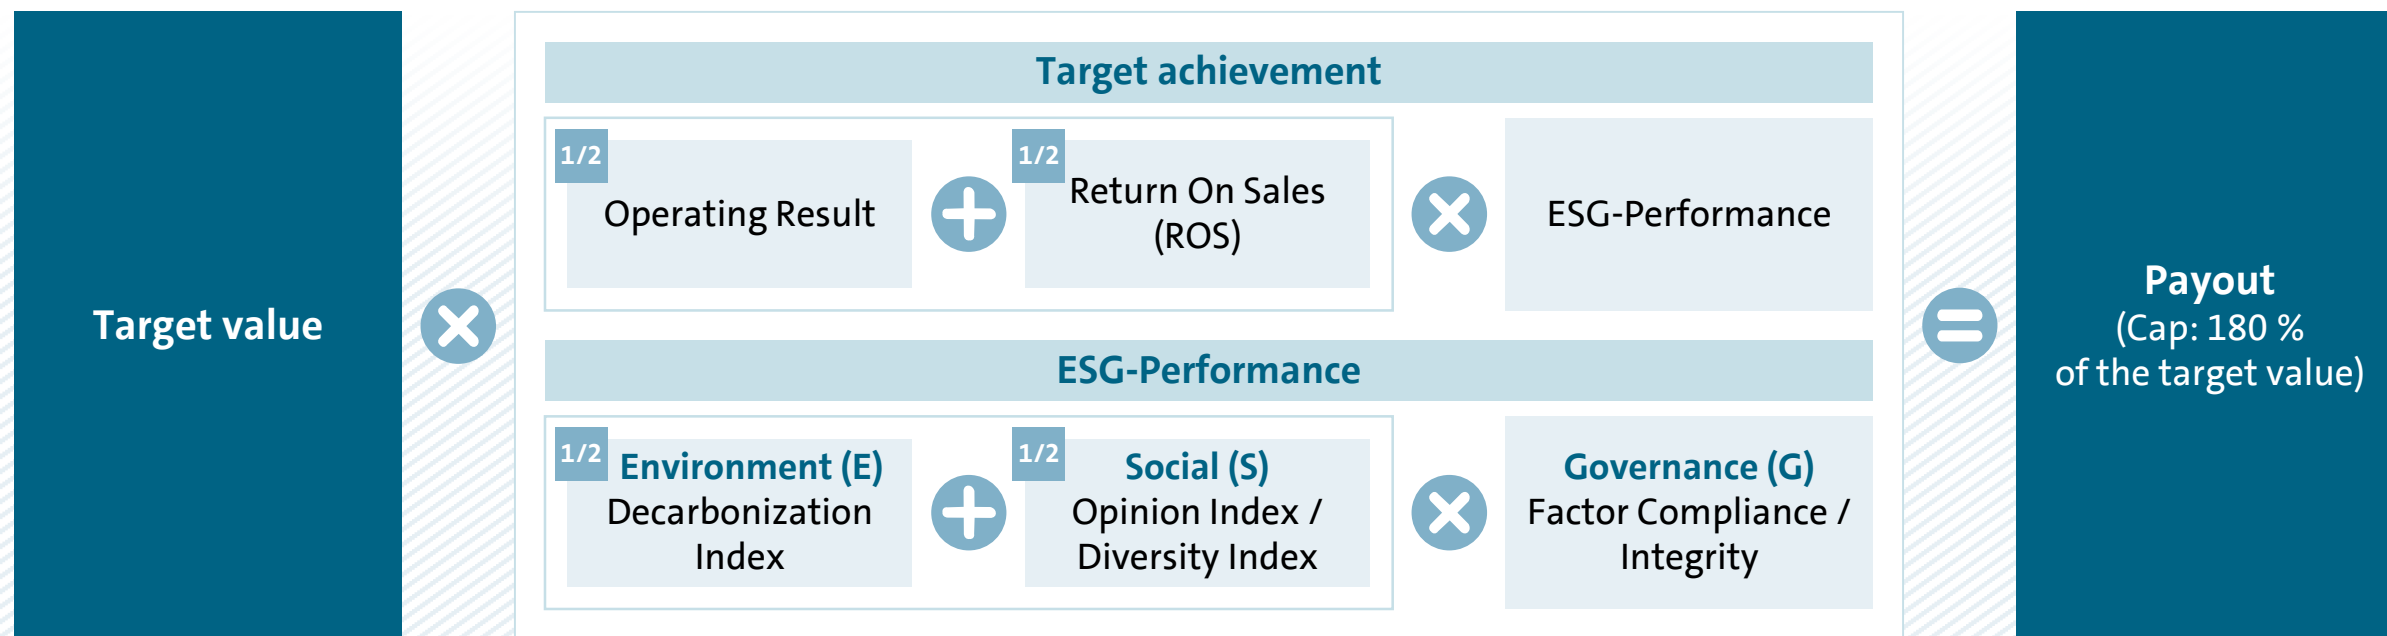 Target value
Target achievement
1/2
Operating Result
1/2
Return On Sales
(ROS)
ESG-Performance
ESG-Performance
1/2
Environment (E)
Decarbonization
Index
1/2
Social (S)
Opinion Index /
Diversity Index
Governance (G)
Factor Compliance /
Integrity
Payout
(Cap: 180 %
of the target value)